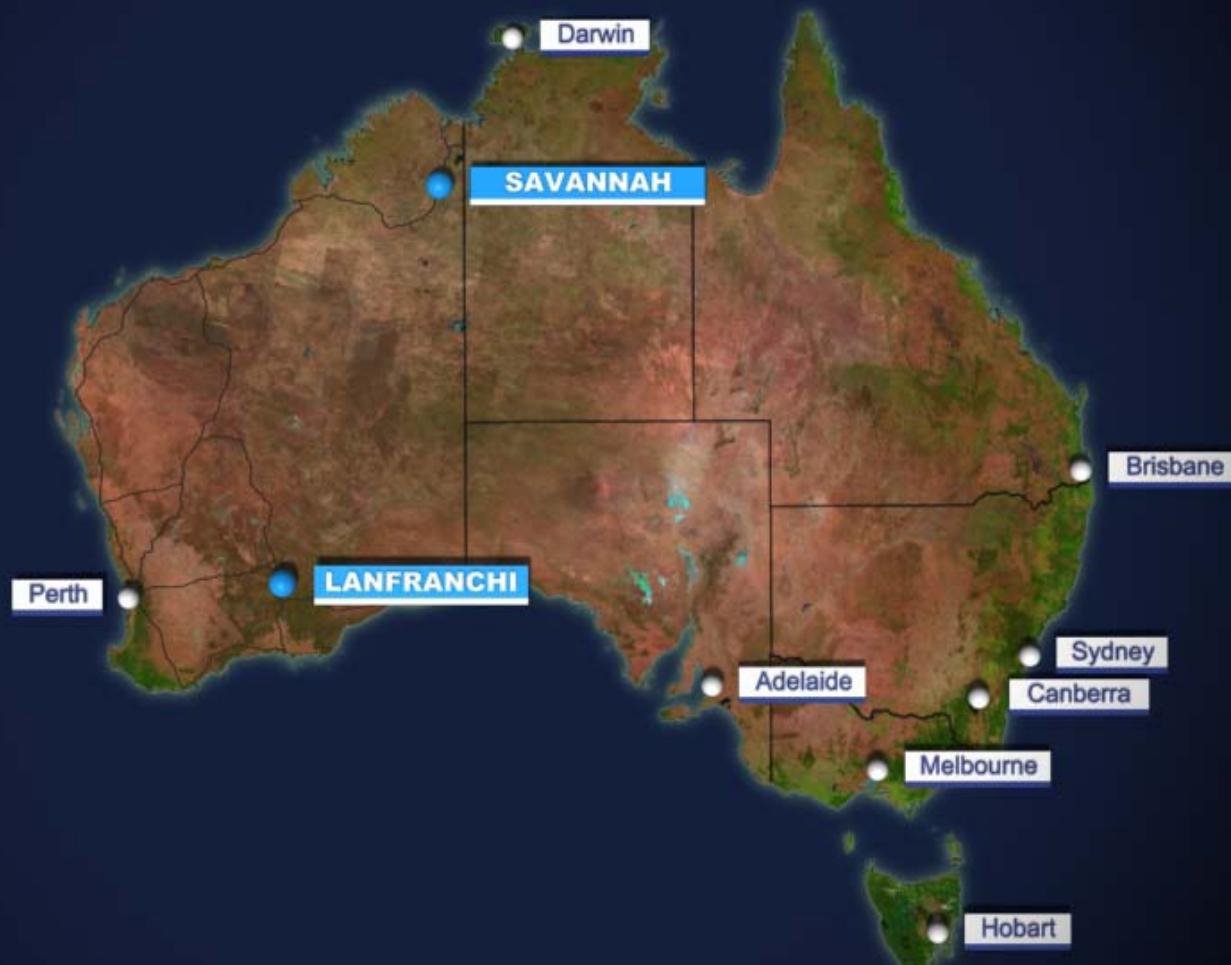 Darwin
SAVANNAH
Brisbane
LANFRANCHI
Perth
Sydney
Adelaide
Canberra
Melbourne
Hobart